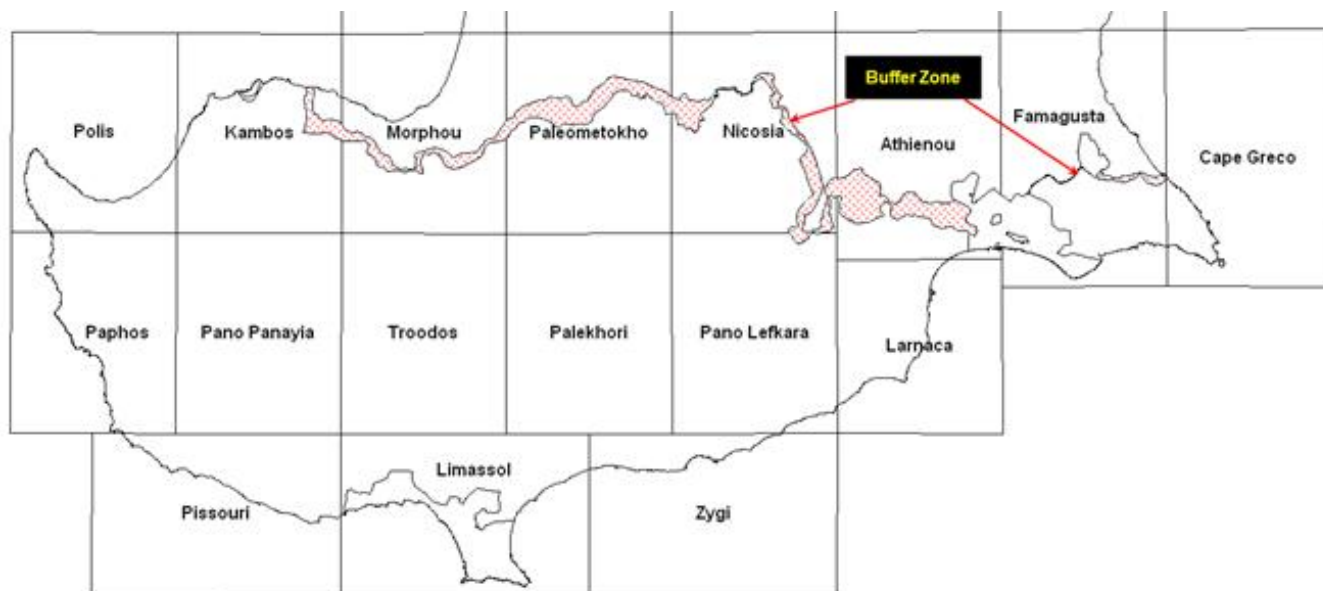 Buffer Zone
Famagusta
Polis
Kambos
Morphou
Paleometokho
Nicosia
Athienou
Cape Greco
Paphos
Pano Panayia
Troodos
Palekhori
Pano Lefkara
Larnaca
Limassol
Pissouri
Zygi